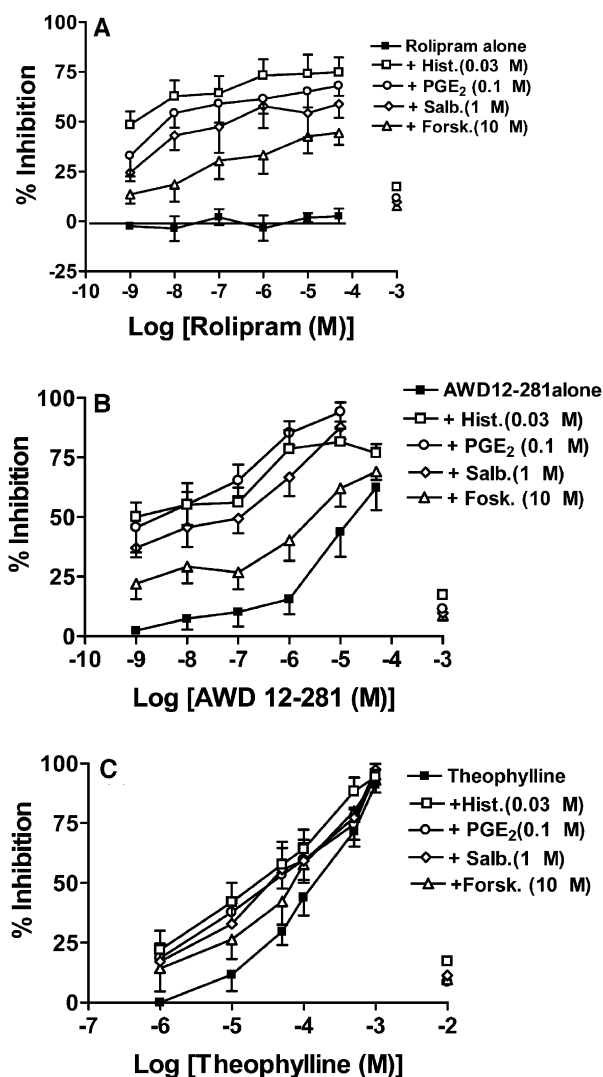 A
100
75
50
25
0
-25
% Inhibition
-10 -9 -8 -7 -6 -5 -4 -3
Log [Rolipram (M)]
Rolipram alone
+ Hist.(0.03 M)
+ PGE₂ (0.1 M)
+ Salb.(1 M)
+ Forsk.(10 M)
B
100
75
50
25
0
% Inhibition
-10 -9 -8 -7 -6 -5 -4 -3
Log [AWD 12-281 (M)]
AWD12-281alone
+ Hist.(0.03 M)
+ PGE₂ (0.1 M)
+ Salb.(1 M)
+ Fosk. (10 M)
C
100
75
50
25
0
% Inhibition
-7 -6 -5 -4 -3 -2
Log [Theophylline (M)]
Theophylline
+Hist.(0.03 M)
+ PGE₂(0.1 M)
+ Salb.(1 M)
+Forsk. (10 M)